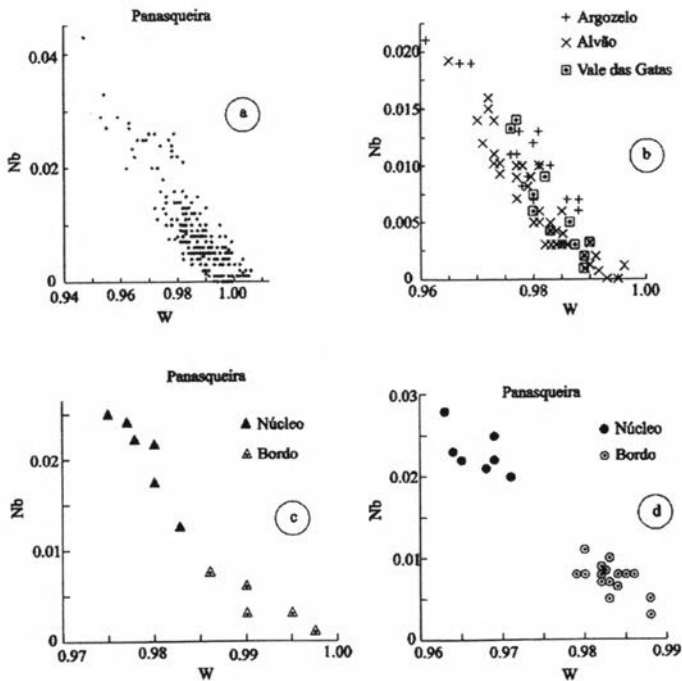 Panasqueira
0.04
0.02
0
Nb
a
0.94
0.96
0.98
1.00
W
+ Argozelo
× Alvão
Vale das Gatas
0.020
0.015
0.010
0.005
0
Nb
b
0.96
0.98
1.00
W
Panasqueira
Núcleo
Bordo
0.02
0.01
0
Nb
c
0.97
0.98
0.99
1.00
W
Panasqueira
Núcleo
Bordo
0.03
0.02
0.01
0
Nb
d
0.96
0.97
0.98
0.99
W